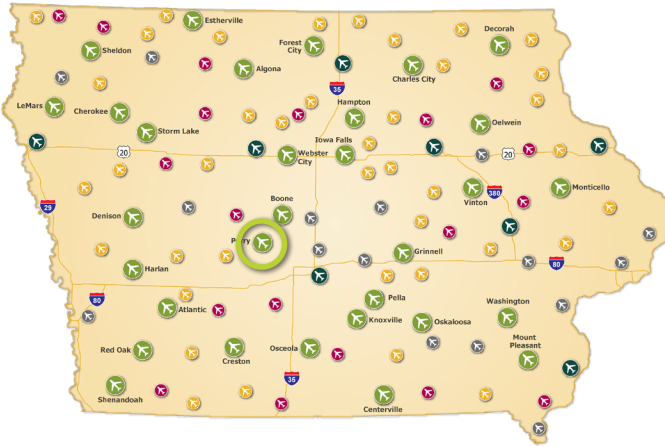 Estherville
Decorah
Forest
City
Sheldon
Algona
Charles City
35
LeMars
Cherokee
Hampton
Oelwein
Storm Lake
Iowa Falls
20
Webster
City
20
Monticello
380
Vinton
29
Boone
Denison
Perry
Grinnell
80
Harlan
80
Pella
Washington
Atlantic
Knoxville
Oskaloosa
Mount
Pleasant
Red Oak
Creston
Osceola
35
Shenandoah
Centerville